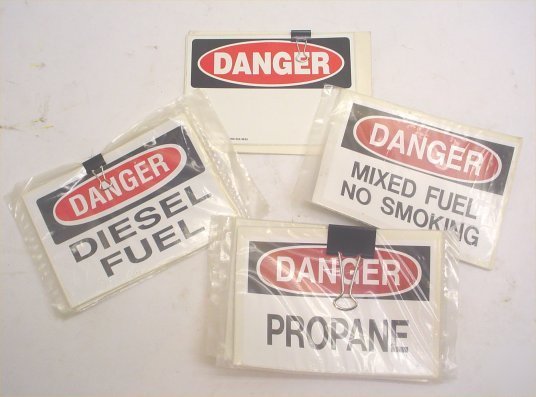 DANGER
DANGER
DIESEL
FUEL
DANGER
MIXED FUEL
NO SMOKING
DANGER
PROPANE